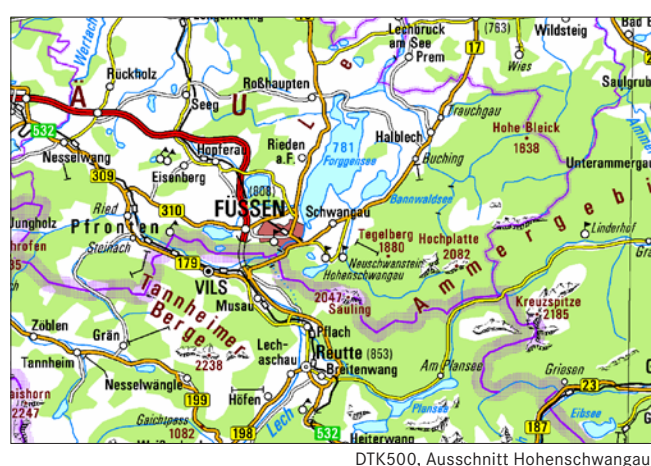 Wertach
Lechbruck
am See
(763)
Wildsteig
Bad B
Prem
17
Wies
Rückholz
Roßhaupten
Saulgrub
Ä
U
L
e
Seeg
Trauchgau
532
Halblech
Hohe Bleick
1838
Nesselwang
Hopferau
Rieden
a.F.
781
Forggensee
Buching
Unterammergau
Eisenberg
309
(808)
Bannwaldsee
310
FÜSSEN
Ried
Jungholz
Pfronten
Schwangau
Linderhof
Steinach
Tegelberg
1880
Hochplatte
2082
Ammergebi
179
Neuschwanstein
Hohenschwangau
VILS
Tannheimer
Berge
2047
Säuling
Kreuzspitze
2185
Musau
Zöblen
Pflach
Grän
Lech-
aschau
Reutte (853)
Tannheim
2238
Breitenwang
Am Plansee
Griesen
Nesselwängle
23
199
Höfen
Plansee
2247
Gaichtpass
1082
Lech
Eibsee
187
198
532
Heiterwang
DTK500, Ausschnitt Hohenschwangau